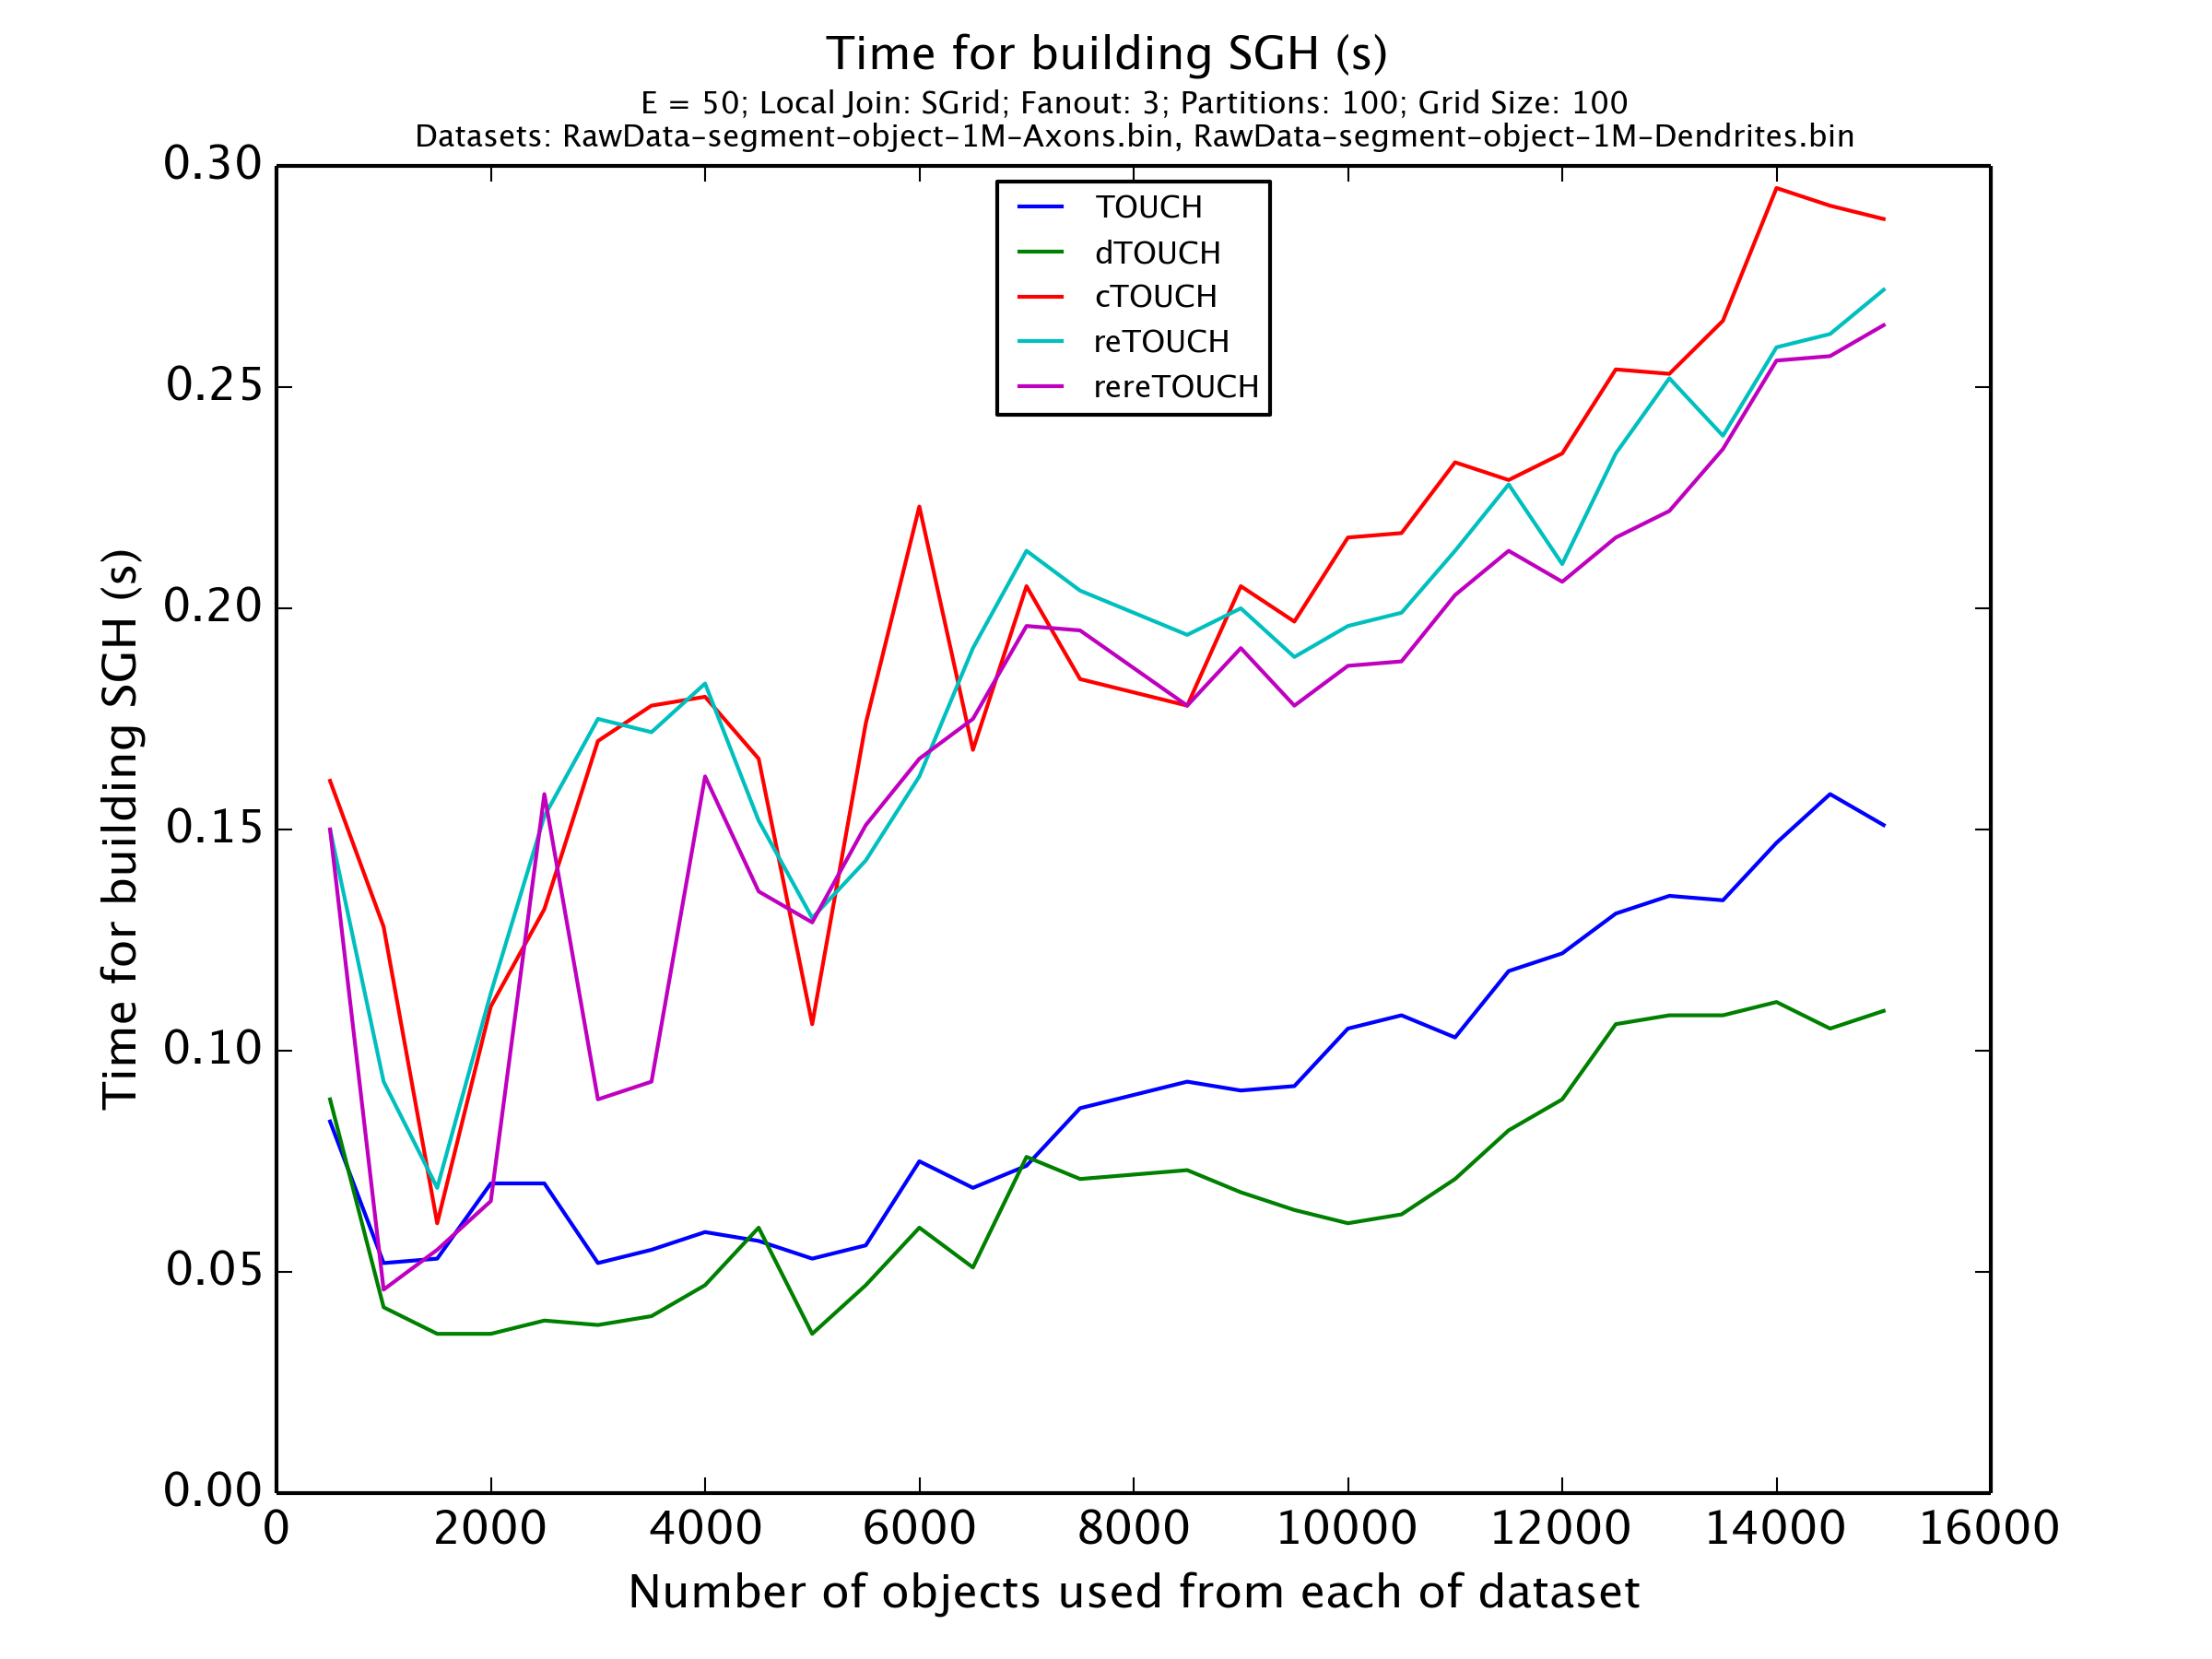 Time for building SGH (s)
E = 50; Local Join: SGrid; Fanout: 3; Partitions: 100; Grid Size: 100
Datasets: RawData-segment-object-1M-Axons.bin, RawData-segment-object-1M-Dendrites.bin
0.30
0.25
0.20
0.15
0.10
0.05
0.00
Time for building SGH (s)
TOUCH
dTOUCH
cTOUCH
reTOUCH
rereTOUCH
0 2000 4000 6000 8000 10000 12000 14000 16000
Number of objects used from each of dataset